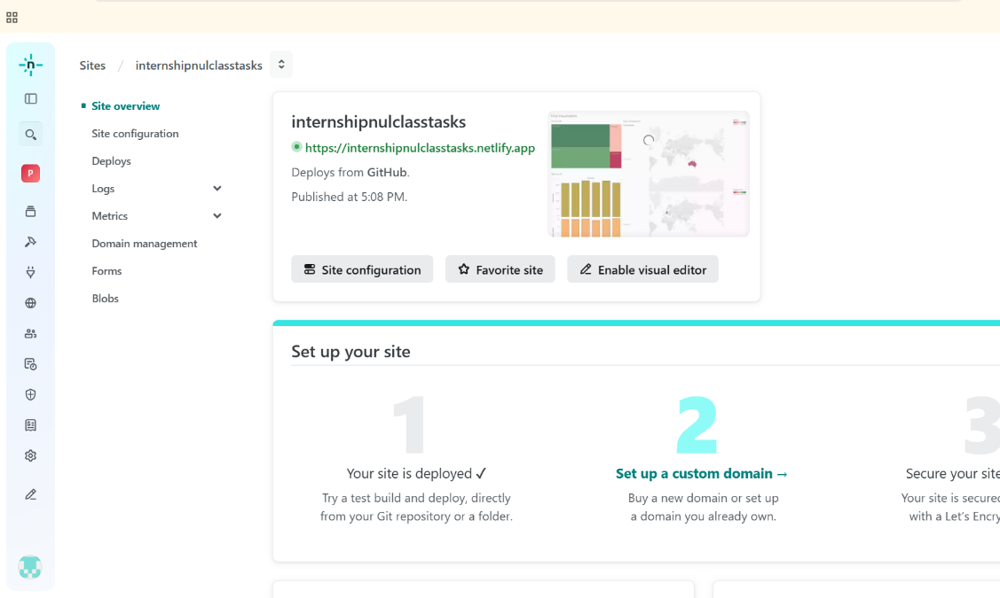 Sites / internshipnulclasstasks
n
P
Site overview
Site configuration
Deploys
Logs
Metrics
Domain management
Forms
Blobs
internshipnulclasstasks
https://internshipnulclasstasks.netlify.app
Deploys from GitHub.
Published at 5:08 PM.
Site configuration
Favorite site
Enable visual editor
Set up your site
1
Your site is deployed ✓
Try a test build and deploy, directly
from your Git repository or a folder.
2
Set up a custom domain →
Buy a new domain or set up
a domain you already own.
3
Secure your site
Your site is secured
with a Let's Encry